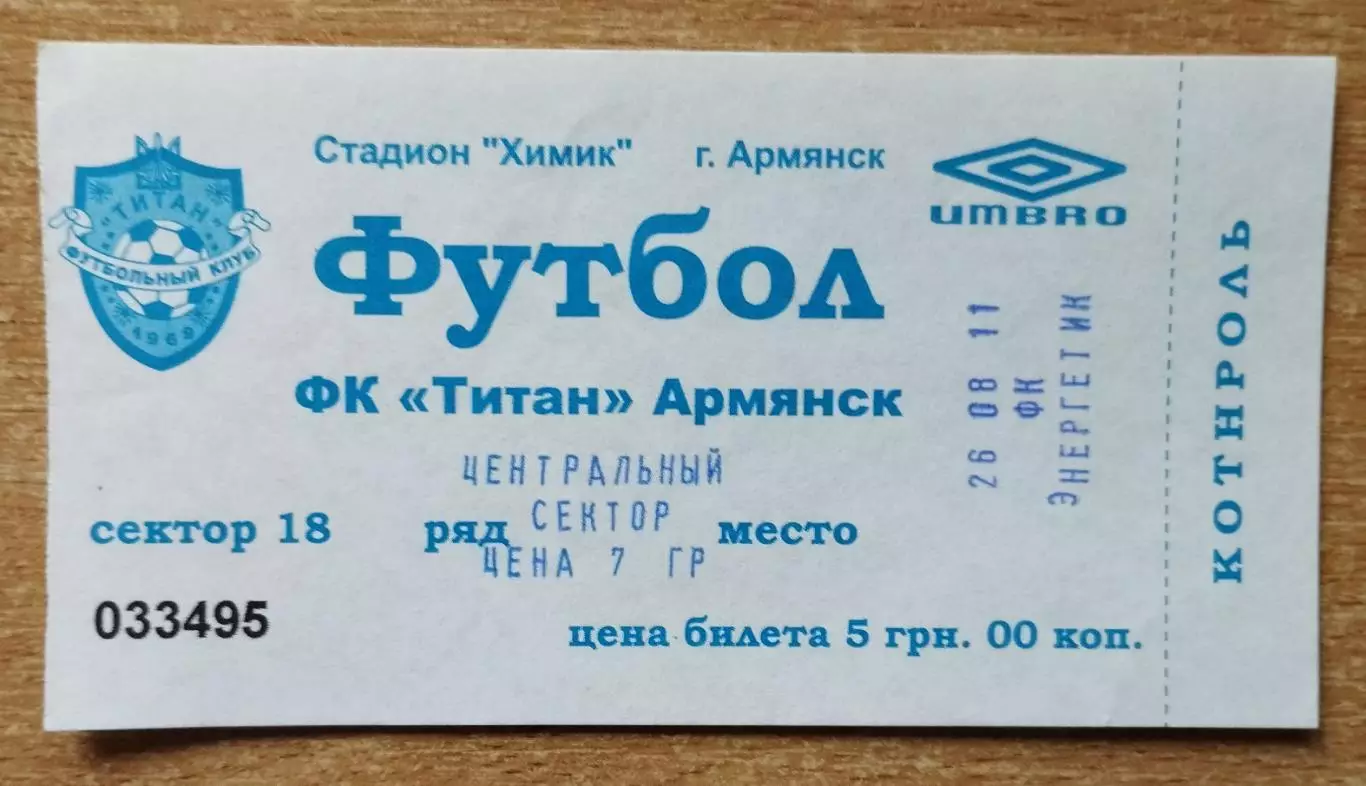 Стадион "Химик" г. Армянск
"ТИТАН"
ФУТБОЛЬНЫЙ КЛУБ
1969
umbro
Футбол
ФК «Титан» Армянск
ЦЕНТРАЛЬНЫЙ
СЕКТОР
ЦЕНА 7 ГР
сектор 18 ряд место
033495
цена билета 5 грн. 00 коп.
26 08 11
ФК
ЭНЕРГЕТИК
КОТНРОЛЬ